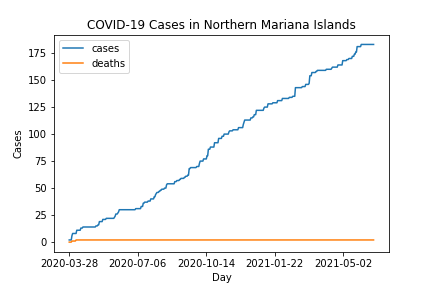 COVID-19 Cases in Northern Mariana Islands
cases
deaths
175
150
125
100
75
50
25
0
Cases
2020-03-28 2020-07-06 2020-10-14 2021-01-22 2021-05-02
Day